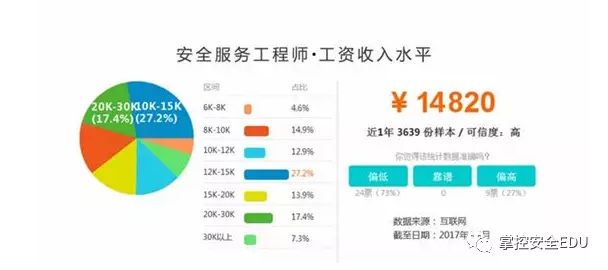 安全服务工程师·工资收入水平
20K-30K
(17.4%)
10K-15K
(27.2%)
区间 占比
6K-8K 4.6%
8K-10K 14.9%
10K-12K 12.9%
12K-15K 27.2%
15K-20K 13.9%
20K-30K 17.4%
30K以上 7.3%
￥14820
近1年 3639 份样本 / 可信度：高
你觉得该统计数据准确吗？
偏低 靠谱 偏高
24票 (73%) 0 9票 (27%)
数据来源：互联网
截至日期：2017年 月
掌控安全EDU